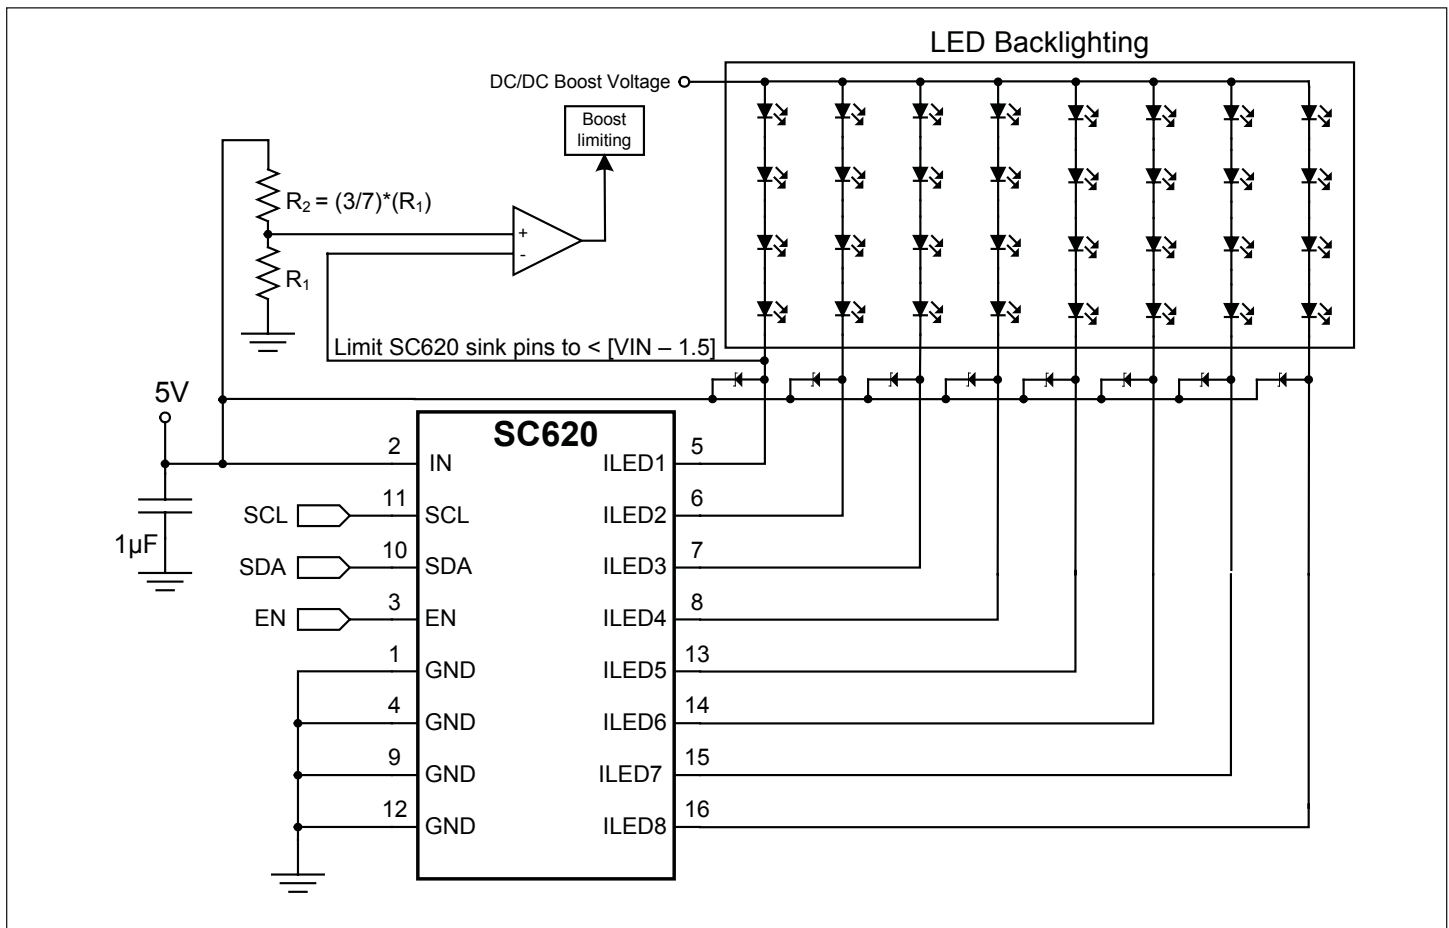 LED Backlighting
DC/DC Boost Voltage
Boost
limiting
R2 = (3/7)*(R1)
+
-
R1
Limit SC620 sink pins to < [VIN – 1.5]
5V
1µF
SC620
2 IN
11 SCL SCL
10 SDA SDA
3 EN EN
1 GND
4 GND
9 GND
12 GND
ILED1 5
ILED2 6
ILED3 7
ILED4 8
ILED5 13
ILED6 14
ILED7 15
ILED8 16